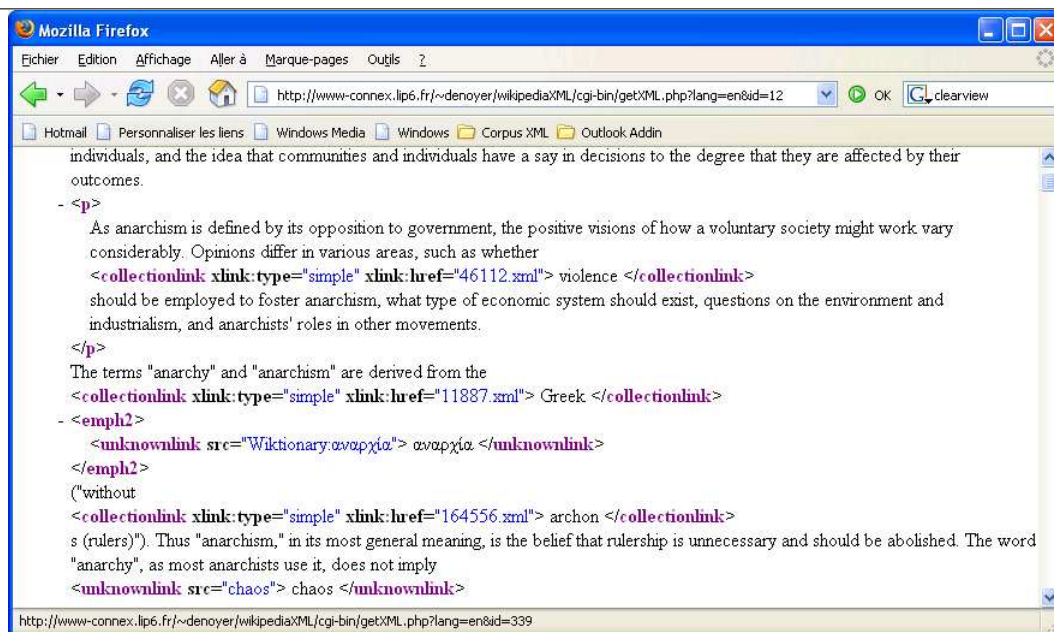 Mozilla Firefox
Fichier Edition Affichage Aller à Marque-pages Outils ?
http://www-connex.lip6.fr/~denoyer/wikipediaXML/cgi-bin/getXML.php?lang=en&id=12 OK G clearview
Hotmail Personnaliser les liens Windows Media Windows Corpus XML Outlook Addin
individuals, and the idea that communities and individuals have a say in decisions to the degree that they are affected by their
outcomes.
- <p>
As anarchism is defined by its opposition to government, the positive visions of how a voluntary society might work vary
considerably. Opinions differ in various areas, such as whether
<collectionlink xlink:type="simple" xlink:href="46112.xml"> violence </collectionlink>
should be employed to foster anarchism, what type of economic system should exist, questions on the environment and
industrialism, and anarchists' roles in other movements.
</p>
The terms "anarchy" and "anarchism" are derived from the
<collectionlink xlink:type="simple" xlink:href="11887.xml"> Greek </collectionlink>
- <emph2>
<unknownlink src="Wiktionary:αναρχία"> αναρχία </unknownlink>
</emph2>
("without
<collectionlink xlink:type="simple" xlink:href="164556.xml"> archon </collectionlink>
s (rulers)"). Thus "anarchism," in its most general meaning, is the belief that rulership is unnecessary and should be abolished. The word
"anarchy", as most anarchists use it, does not imply
<unknownlink src="chaos"> chaos </unknownlink>
http://www-connex.lip6.fr/~denoyer/wikipediaXML/cgi-bin/getXML.php?lang=en&id=339